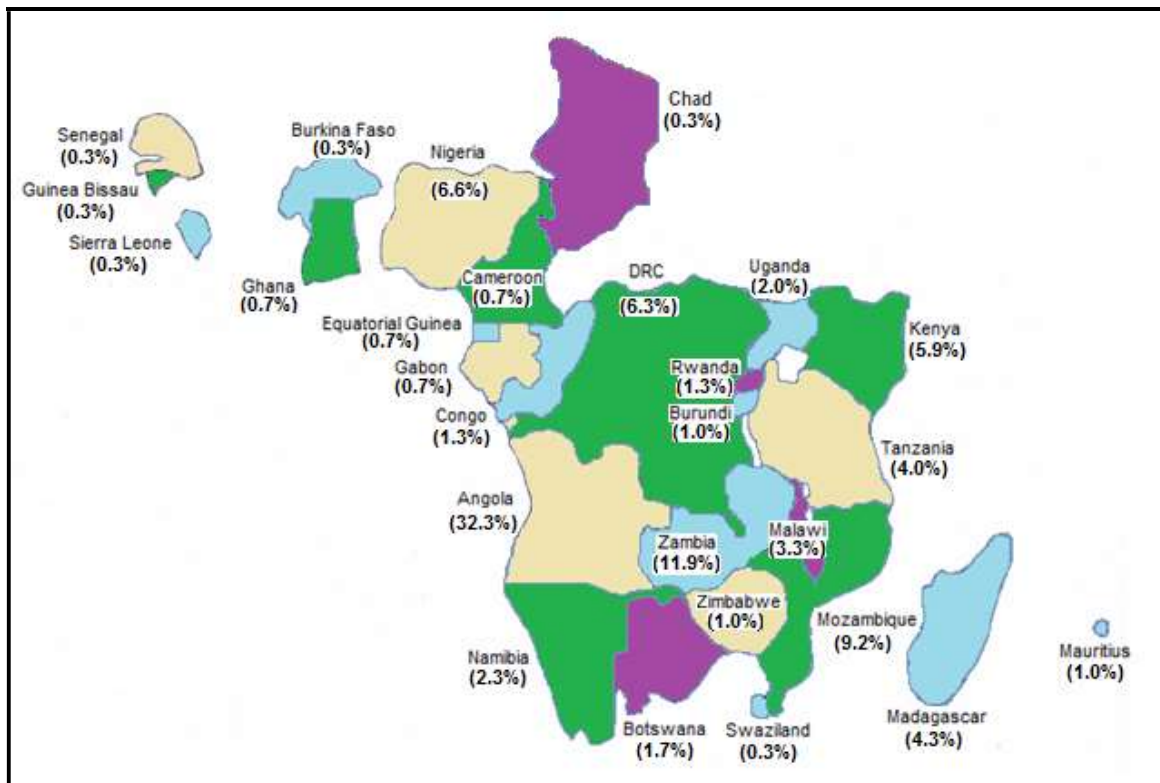 Chad
(0.3%)
Senegal
(0.3%)
Burkina Faso
(0.3%)
Nigeria
(6.6%)
Guinea Bissau
(0.3%)
Sierra Leone
(0.3%)
Ghana
(0.7%)
Cameroon
(0.7%)
DRC
(6.3%)
Uganda
(2.0%)
Equatorial Guinea
(0.7%)
Kenya
(5.9%)
Gabon
(0.7%)
Rwanda
(1.3%)
Congo
(1.3%)
Burundi
(1.0%)
Tanzania
(4.0%)
Angola
(32.3%)
Zambia
(11.9%)
Malawi
(3.3%)
Zimbabwe
(1.0%)
Mozambique
(9.2%)
Mauritius
(1.0%)
Namibia
(2.3%)
Botswana
(1.7%)
Swaziland
(0.3%)
Madagascar
(4.3%)